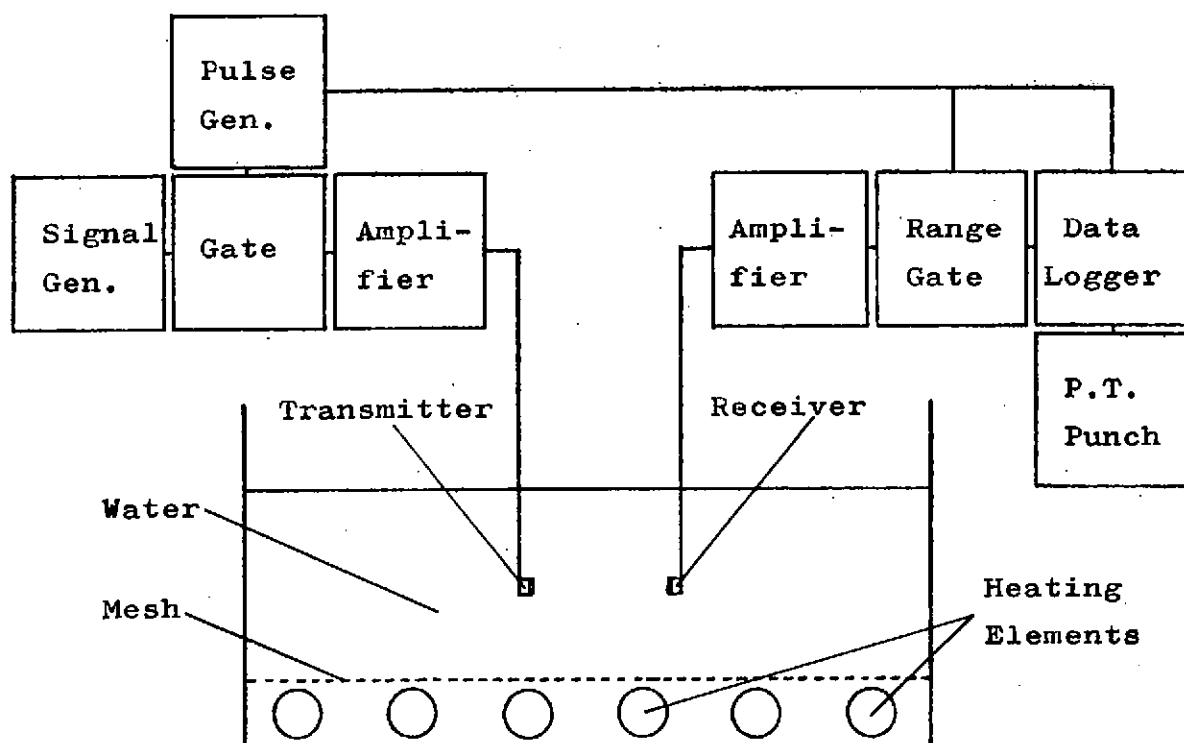 Pulse
Gen.
Signal
Gen.
Gate
Ampli-
fier
Ampli-
fier
Range
Gate
Data
Logger
P.T.
Punch
Transmitter
Receiver
Water
Mesh
Heating
Elements